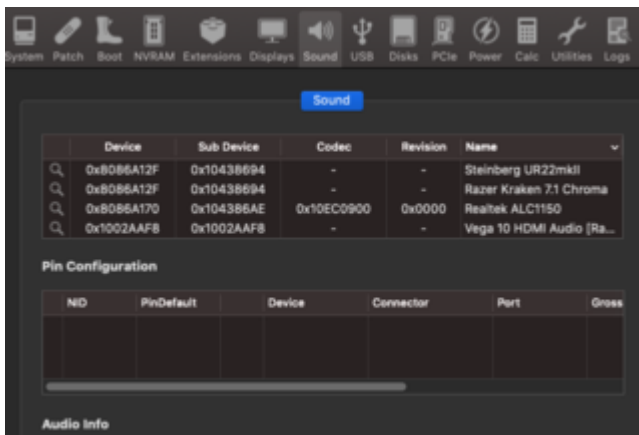 System Patch Boot NVRAM Extensions Displays Sound USB Disks PCIe Power Calc Utilities Logs
Sound
Device Sub Device Codec Revision Name
0x8086A12F 0x10438694 - - Steinberg UR22mkII
0x8086A12F 0x10438694 - - Razer Kraken 7.1 Chroma
0x8086A170 0x104386AE 0x10EC0900 0x0000 Realtek ALC1150
0x1002AAF8 0x1002AAF8 - - Vega 10 HDMI Audio [Ra...
Pin Configuration
NID PinDefault Device Connector Port Gross
Audio Info